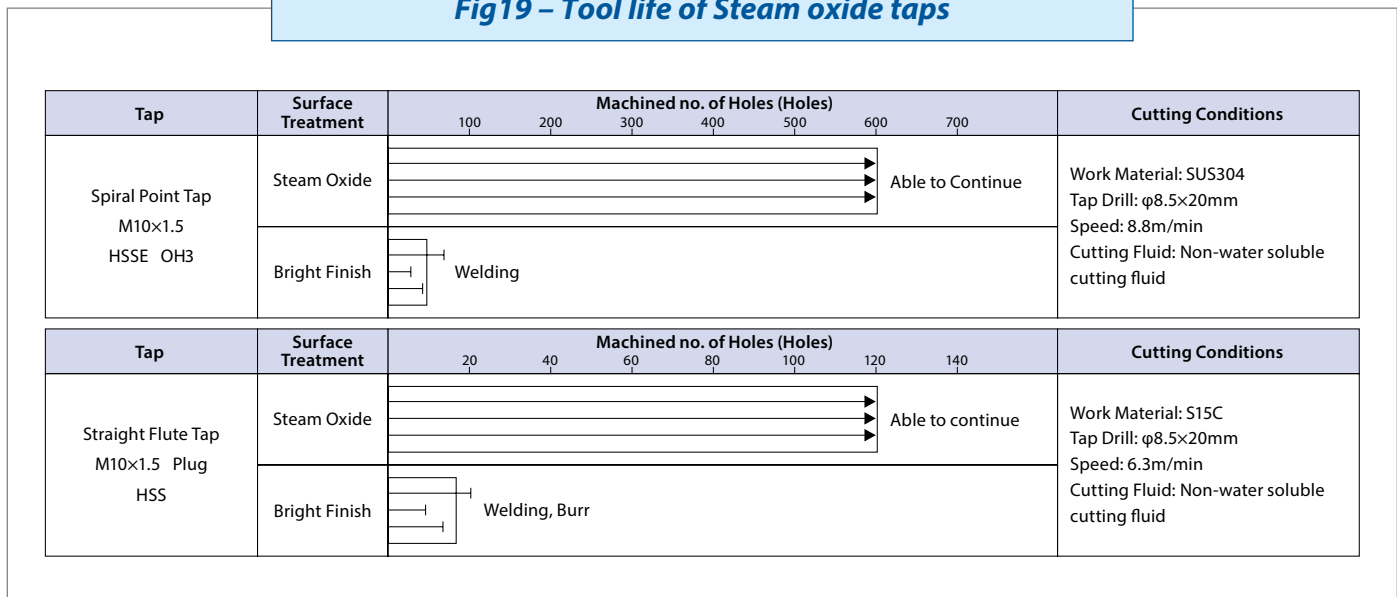 Fig19 – Tool life of Steam oxide taps
Tap
Surface
Treatment
Machined no. of Holes (Holes)
100 200 300 400 500 600 700
Cutting Conditions
Spiral Point Tap
M10×1.5
HSSE OH3
Steam Oxide
Able to Continue
Bright Finish
Welding
Work Material: SUS304
Tap Drill: φ8.5×20mm
Speed: 8.8m/min
Cutting Fluid: Non-water soluble
cutting fluid
Tap
Surface
Treatment
Machined no. of Holes (Holes)
20 40 60 80 100 120 140
Cutting Conditions
Straight Flute Tap
M10×1.5 Plug
HSS
Steam Oxide
Able to continue
Bright Finish
Welding, Burr
Work Material: S15C
Tap Drill: φ8.5×20mm
Speed: 6.3m/min
Cutting Fluid: Non-water soluble
cutting fluid